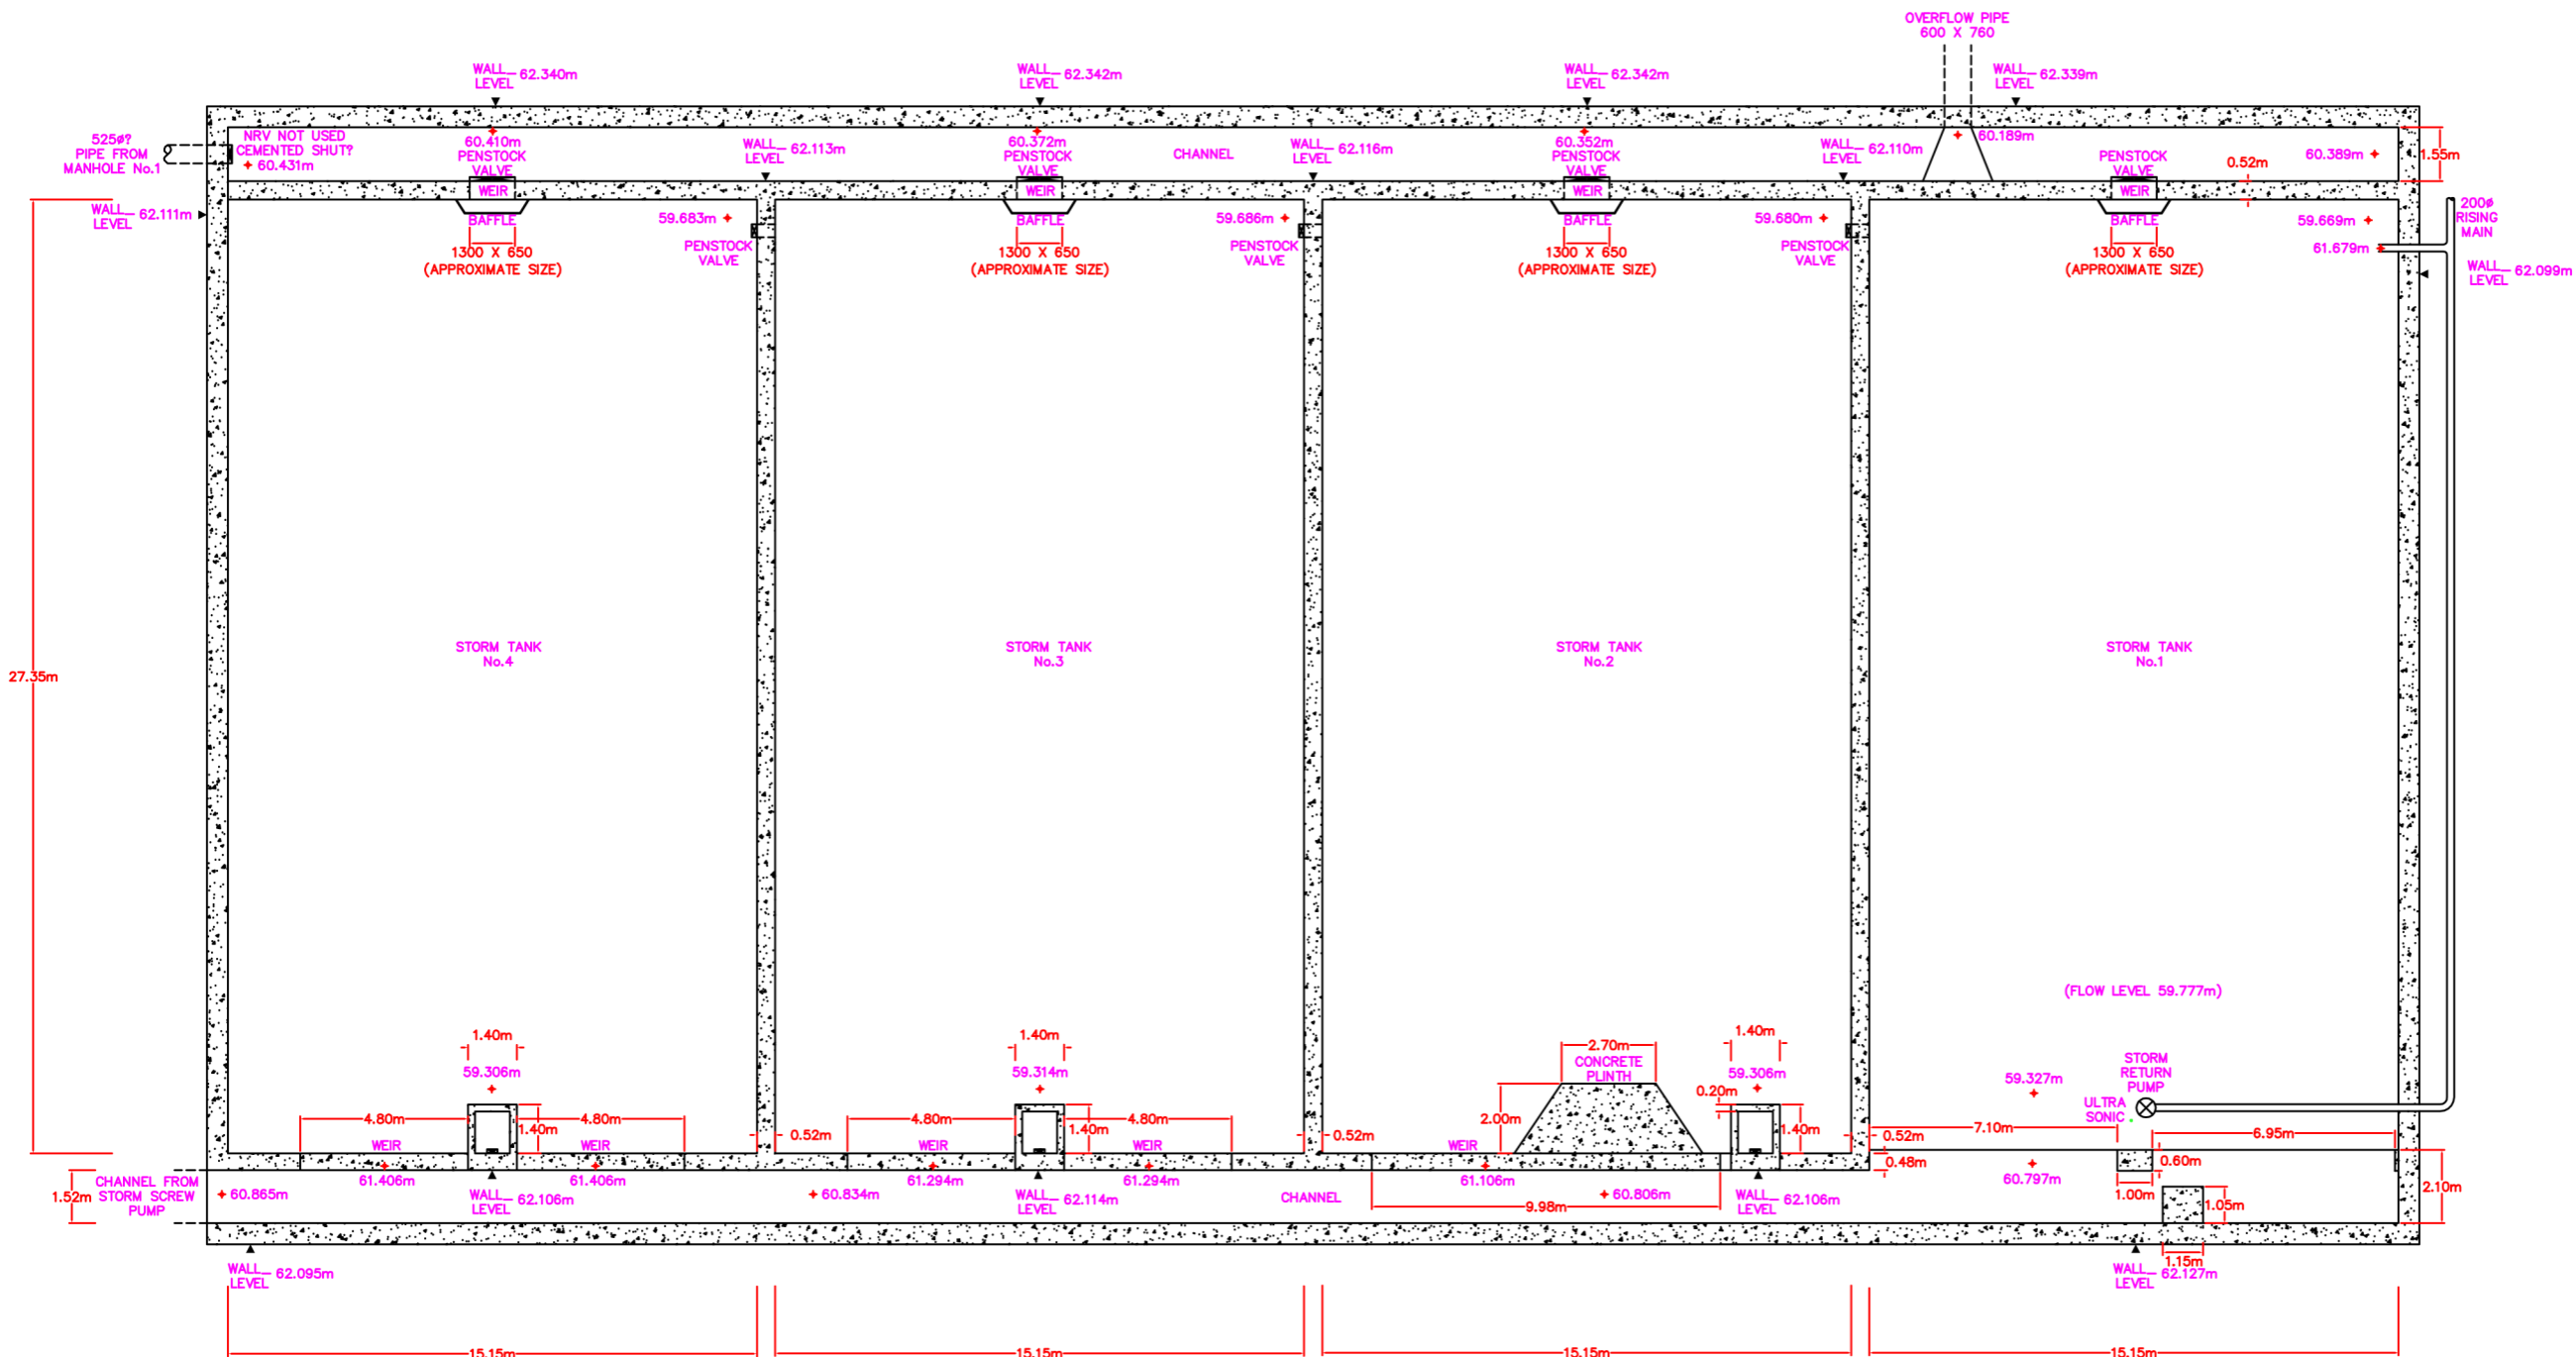 OVERFLOW PIPE
600 X 760
WALL
LEVEL
62.340m
WALL
LEVEL
62.342m
WALL
LEVEL
62.342m
WALL
LEVEL
62.339m
525ø?
PIPE FROM
MANHOLE No.1
NRV NOT USED
CEMENTED SHUT?
60.431m
60.410m
PENSTOCK
VALVE
WEIR
BAFFLE
1300 X 650
(APPROXIMATE SIZE)
WALL
LEVEL
62.113m
60.372m
PENSTOCK
VALVE
WEIR
BAFFLE
1300 X 650
(APPROXIMATE SIZE)
CHANNEL
WALL
LEVEL
62.116m
60.352m
PENSTOCK
VALVE
WEIR
BAFFLE
1300 X 650
(APPROXIMATE SIZE)
WALL
LEVEL
62.110m
60.189m
PENSTOCK
VALVE
WEIR
BAFFLE
1300 X 650
(APPROXIMATE SIZE)
0.52m
60.389m
1.55m
WALL
LEVEL
62.111m
59.683m
PENSTOCK
VALVE
59.686m
PENSTOCK
VALVE
59.680m
PENSTOCK
VALVE
59.669m
61.679m
200ø
RISING
MAIN
WALL
LEVEL
62.099m
27.35m
STORM TANK
No.4
STORM TANK
No.3
STORM TANK
No.2
STORM TANK
No.1
(FLOW LEVEL 59.777m)
1.40m
59.306m
4.80m
4.80m
1.40m
WEIR
WEIR
0.52m
1.40m
59.314m
4.80m
4.80m
1.40m
WEIR
WEIR
0.52m
2.70m
CONCRETE
PLINTH
2.00m
WEIR
1.40m
59.306m
0.20m
1.40m
0.52m
0.48m
59.327m
STORM
RETURN
PUMP
ULTRA
SONIC
7.10m
6.95m
0.60m
1.00m
2.10m
1.05m
1.15m
60.797m
1.52m
CHANNEL FROM
STORM SCREW
PUMP
60.865m
61.406m
61.406m
WALL
LEVEL
62.106m
60.834m
61.294m
61.294m
WALL
LEVEL
62.114m
CHANNEL
61.106m
60.806m
9.98m
WALL
LEVEL
62.106m
WALL
LEVEL
62.095m
WALL
LEVEL
62.127m
15.15m
15.15m
15.15m
15.15m